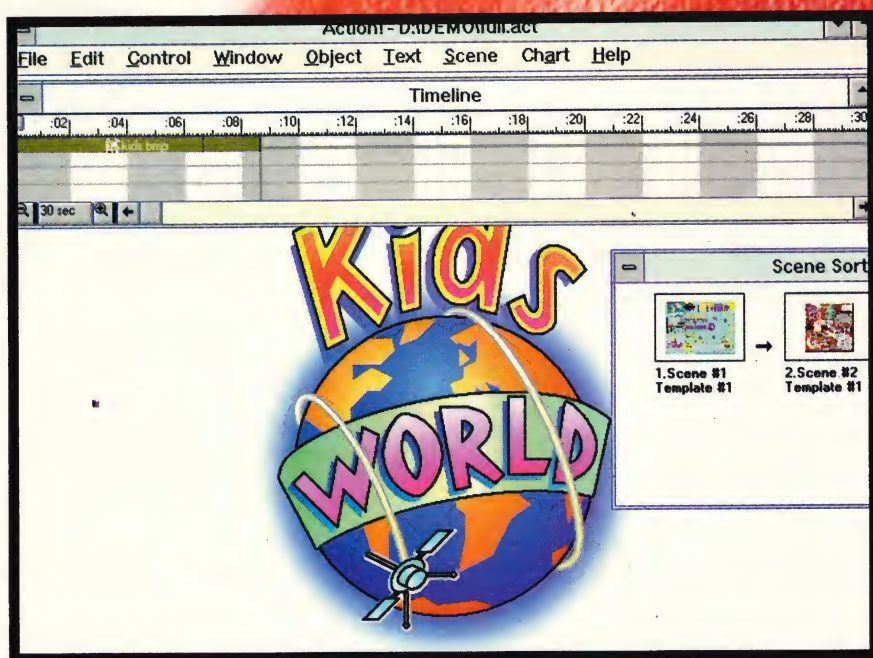 Action! - D:\DEMO\full.act
File Edit Control Window Object Text Scene Chart Help
Timeline
:02 :04 :06 :08 :10 :12 :14 :16 :18 :20 :22 :24 :26 :28 :30
kids.bmp
30 sec
Kids
WORLD
Scene Sort
1.Scene #1
Template #1
2.Scene #2
Template #1